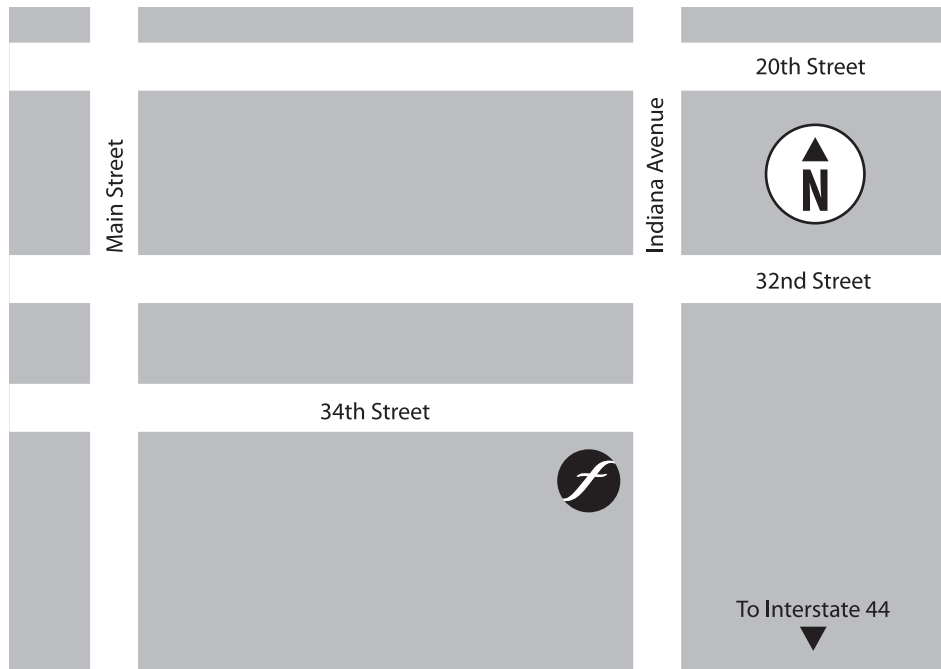 20th Street
Main Street
Indiana Avenue
N
32nd Street
34th Street
f
To Interstate 44